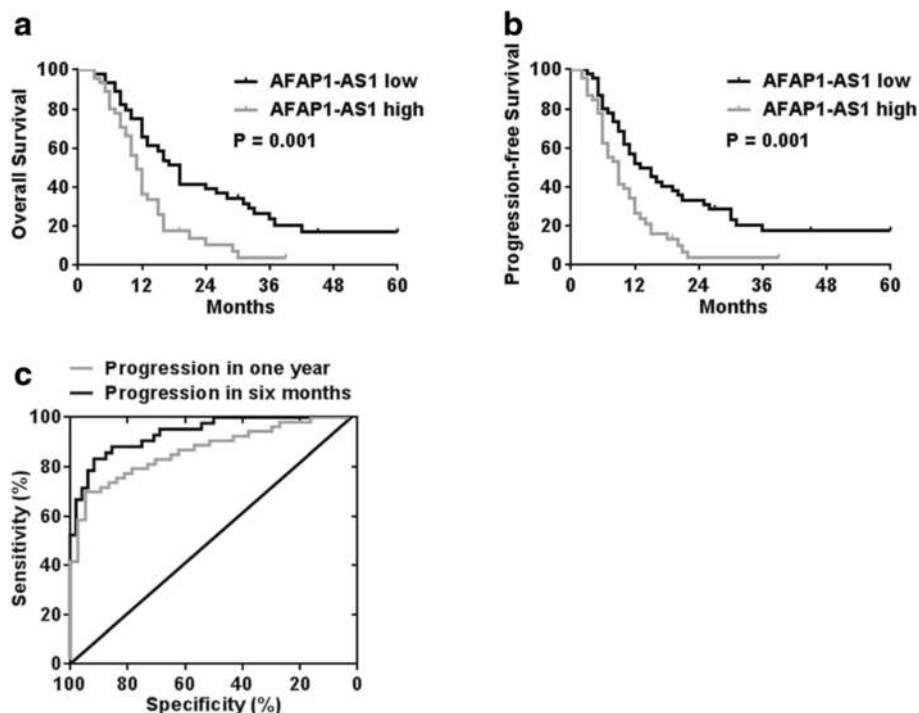 a
Overall Survival
100
80
60
40
20
0
AFAP1-AS1 low
AFAP1-AS1 high
P = 0.001
0 12 24 36 48 60
Months
b
Progression-free Survival
100
80
60
40
20
0
AFAP1-AS1 low
AFAP1-AS1 high
P = 0.001
0 12 24 36 48 60
Months
c
Progression in one year
Progression in six months
Sensitivity (%)
100
80
60
40
20
0
100 80 60 40 20 0
Specificity (%)